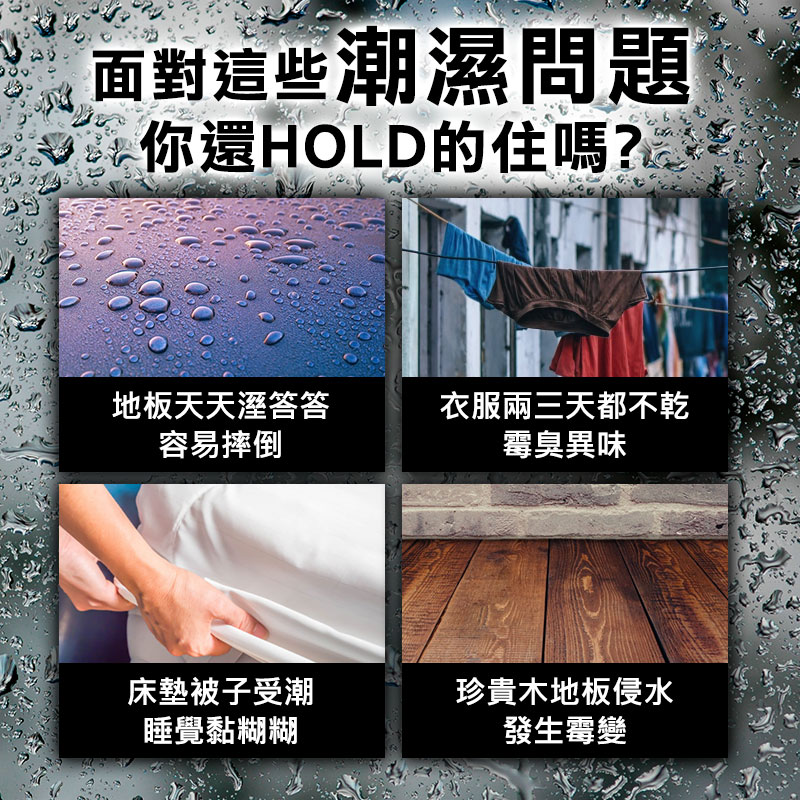 面對這些潮濕問題
你還HOLD的住嗎?
地板天天溼答答
容易摔倒
衣服兩三天都不乾
霉臭異味
床墊被子受潮
睡覺黏糊糊
珍貴木地板侵水
發生霉變